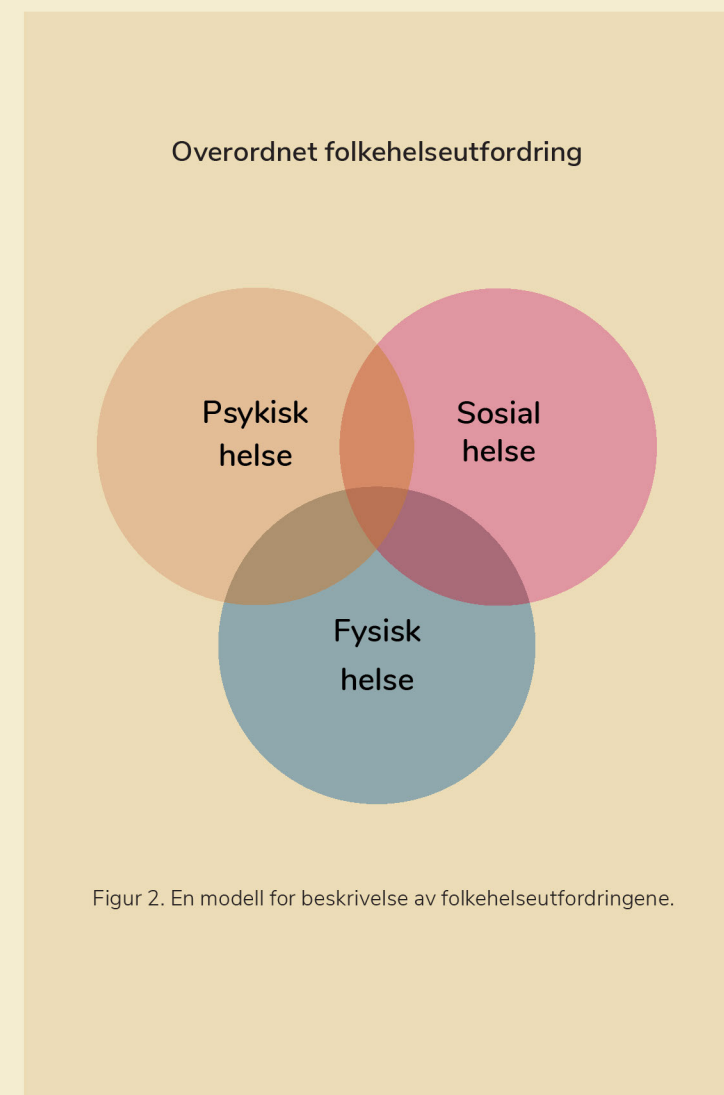 Overordnet folkehelseutfordring
Psykisk
helse
Sosial
helse
Fysisk
helse
Figur 2. En modell for beskrivelse av folkehelseutfordringene.